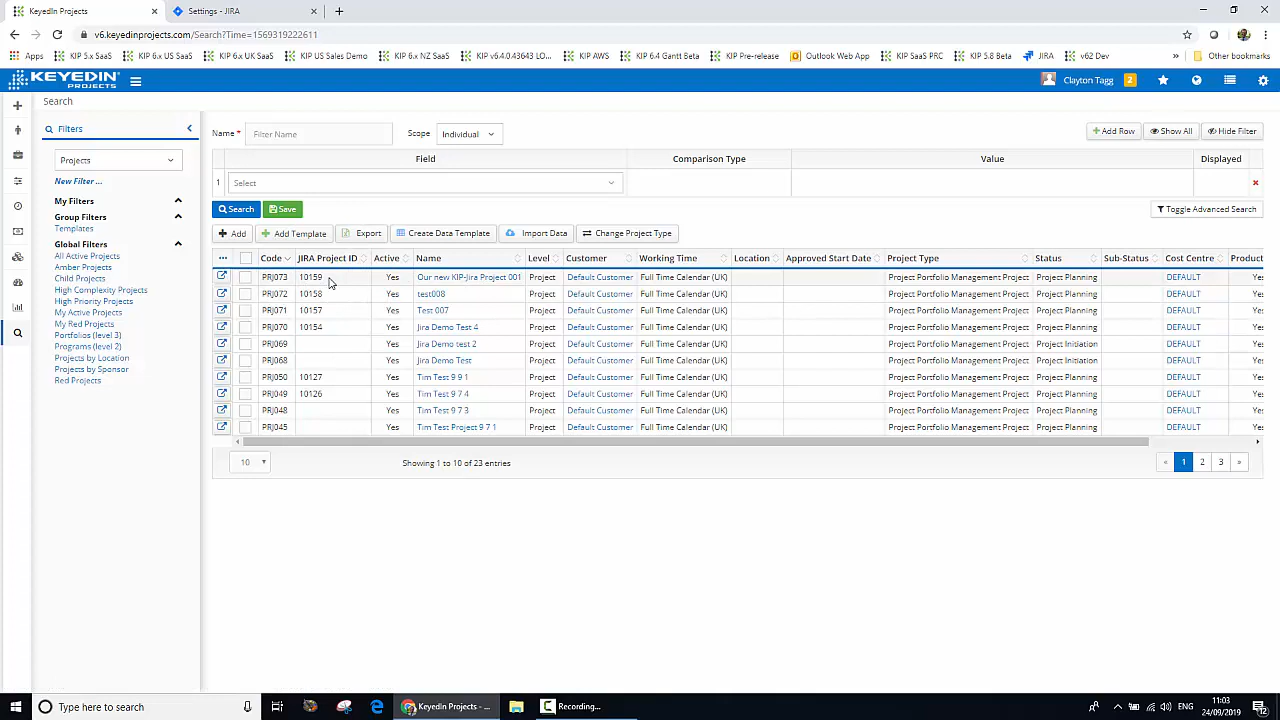 KeyedIn Projects
Settings - JIRA
v6.keyedinprojects.com/Search?Time=1569319222611
Apps KIP 5.x SaaS KIP 6.x US SaaS KIP 6.x UK SaaS KIP US Sales Demo KIP 6.x NZ SaaS KIP v6.4.0.43643 LO... KIP AWS KIP 6.4 Gantt Beta KIP Pre-release Outlook Web App KIP SaaS PRC KIP 5.8 Beta JIRA v62 Dev » Other bookmarks
KEYEDIN PROJECTS
Clayton Tagg 2
Search
Filters
Projects
New Filter ...
My Filters
Group Filters
Templates
Global Filters
All Active Projects
Amber Projects
Child Projects
High Complexity Projects
High Priority Projects
My Active Projects
My Red Projects
Portfolios (level 3)
Programs (level 2)
Projects by Location
Projects by Sponsor
Red Projects
Name * Filter Name Scope Individual Add Row Show All Hide Filter
Field Comparison Type Value Displayed
1 Select
Search Save Toggle Advanced Search
Add Add Template Export Create Data Template Import Data Change Project Type
... Code JIRA Project ID Active Name Level Customer Working Time Location Approved Start Date Project Type Status Sub-Status Cost Centre Product
PRJ073 10159 Yes Our new KIP-Jira Project 001 Project Default Customer Full Time Calendar (UK) Project Portfolio Management Project Project Planning DEFAULT Yes
PRJ072 10158 Yes test008 Project Default Customer Full Time Calendar (UK) Project Portfolio Management Project Project Planning DEFAULT Yes
PRJ071 10157 Yes Test 007 Project Default Customer Full Time Calendar (UK) Project Portfolio Management Project Project Planning DEFAULT Yes
PRJ070 10154 Yes Jira Demo Test 4 Project Default Customer Full Time Calendar (UK) Project Portfolio Management Project Project Planning DEFAULT Yes
PRJ069 Yes Jira Demo test 2 Project Default Customer Full Time Calendar (UK) Project Portfolio Management Project Project Initiation DEFAULT Yes
PRJ068 Yes Jira Demo Test Project Default Customer Full Time Calendar (UK) Project Portfolio Management Project Project Initiation DEFAULT Yes
PRJ050 10127 Yes Tim Test 9 9 1 Project Default Customer Full Time Calendar (UK) Project Portfolio Management Project Project Planning DEFAULT Yes
PRJ049 10126 Yes Tim Test 9 7 4 Project Default Customer Full Time Calendar (UK) Project Portfolio Management Project Project Planning DEFAULT Yes
PRJ048 Yes Tim Test 9 7 3 Project Default Customer Full Time Calendar (UK) Project Portfolio Management Project Project Planning DEFAULT Yes
PRJ045 Yes Tim Test Project 9 7 1 Project Default Customer Full Time Calendar (UK) Project Portfolio Management Project Project Planning DEFAULT Yes
10 Showing 1 to 10 of 23 entries « 1 2 3 »
Type here to search
KeyedIn Projects - ...
Recording...
ENG
11:03
24/09/2019
12